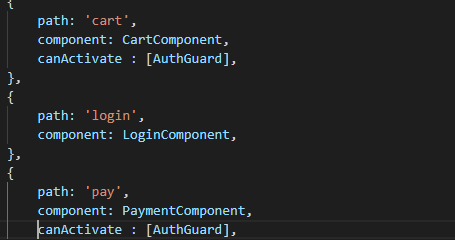 {
path: 'cart',
component: CartComponent,
canActivate : [AuthGuard],
},
{
path: 'login',
component: LoginComponent,
},
{
path: 'pay',
component: PaymentComponent,
canActivate : [AuthGuard],